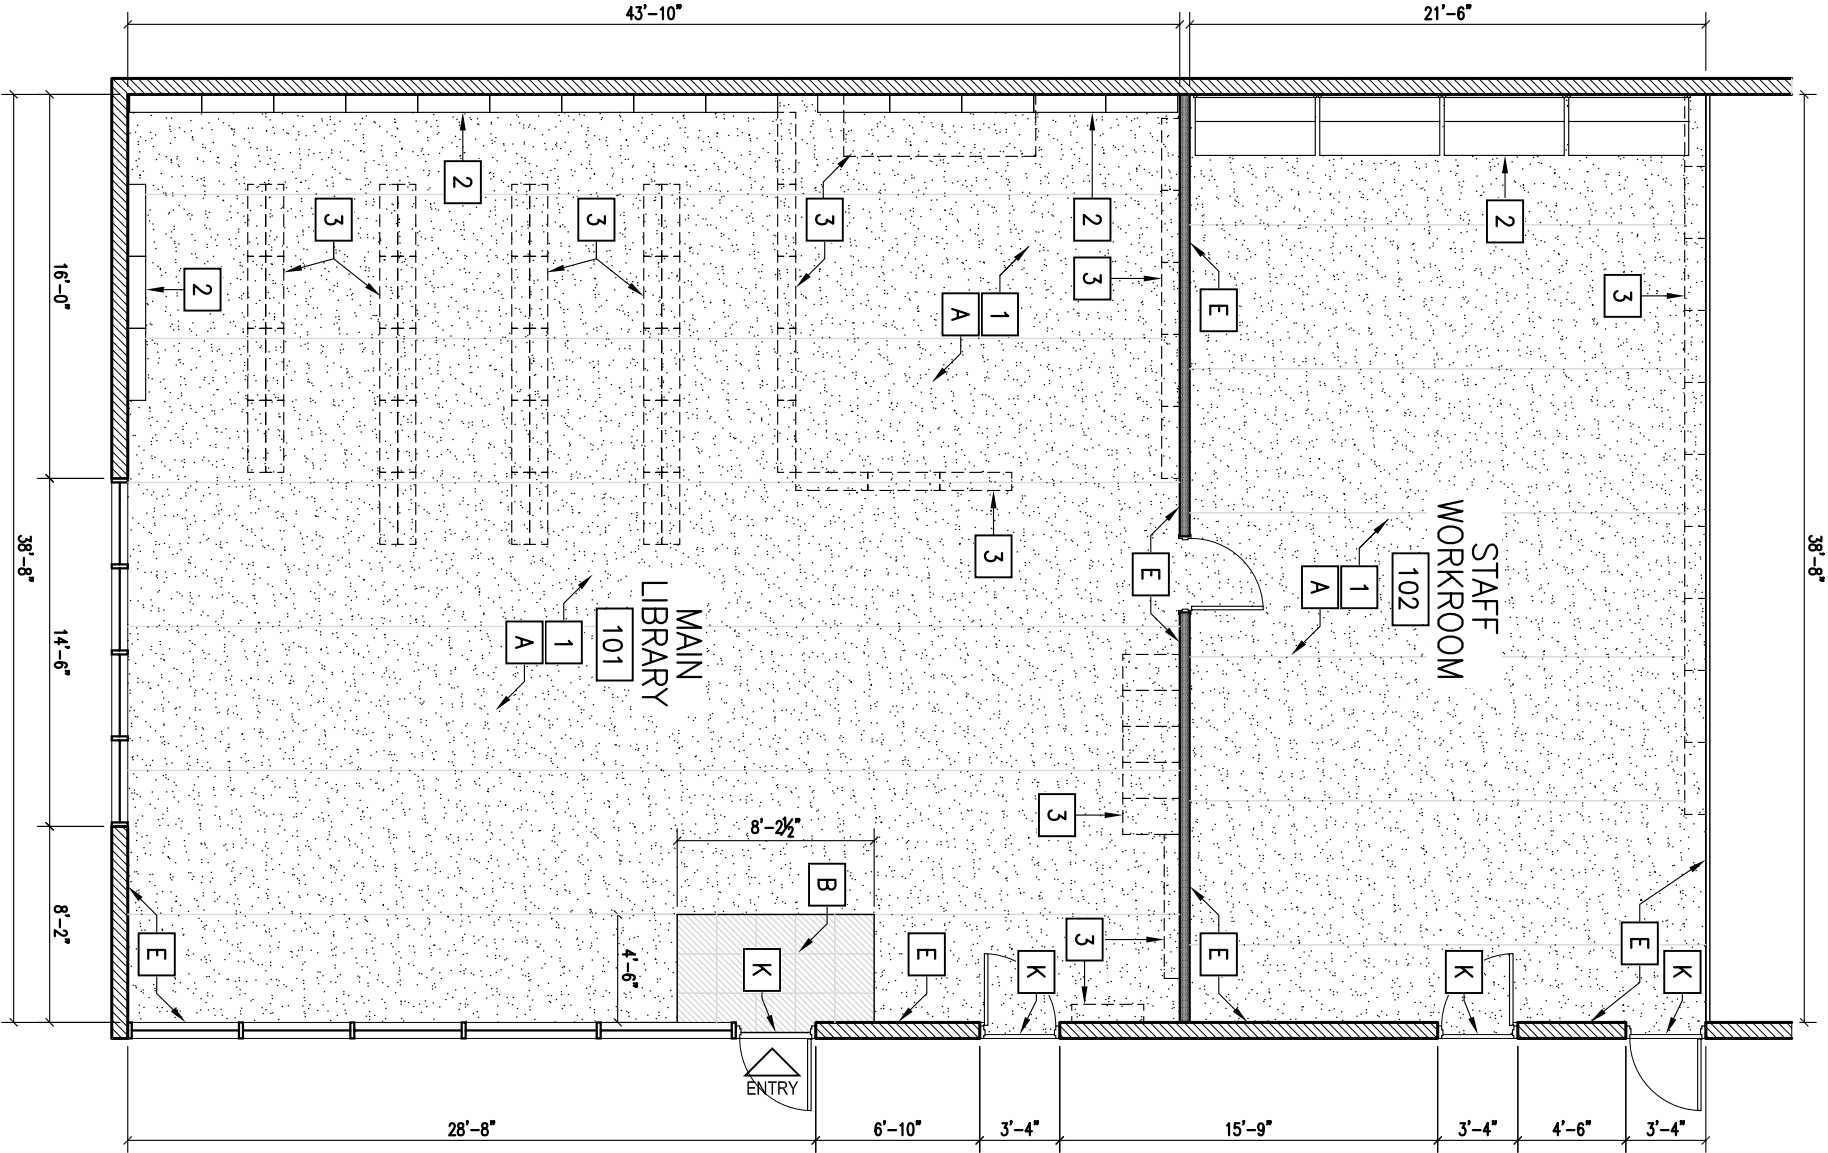 43'-10"
21'-6"
2
3
3
3
2
3
2
3
2
E
1
A
16'-0"
38'-8"
38'-8"
3
E
STAFF
WORKROOM
102
1
A
MAIN
LIBRARY
101
1
A
14'-6"
3
8'-2½"
B
8'-2"
4'-6"
E
K
E
3
K
E
K
E
K
ENTRY
28'-8"
6'-10"
3'-4"
15'-9"
3'-4"
4'-6"
3'-4"